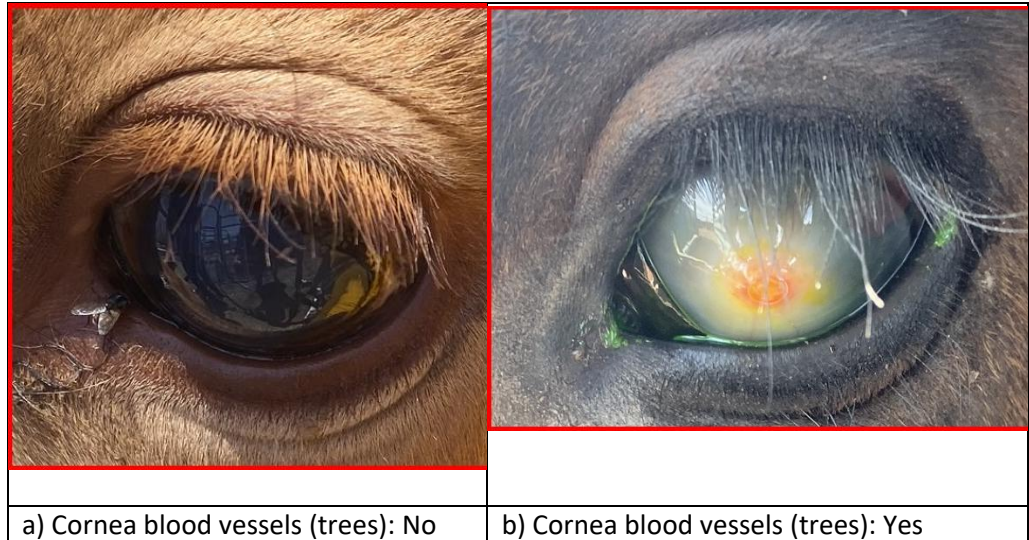 a) Cornea blood vessels (trees): No
b) Cornea blood vessels (trees): Yes